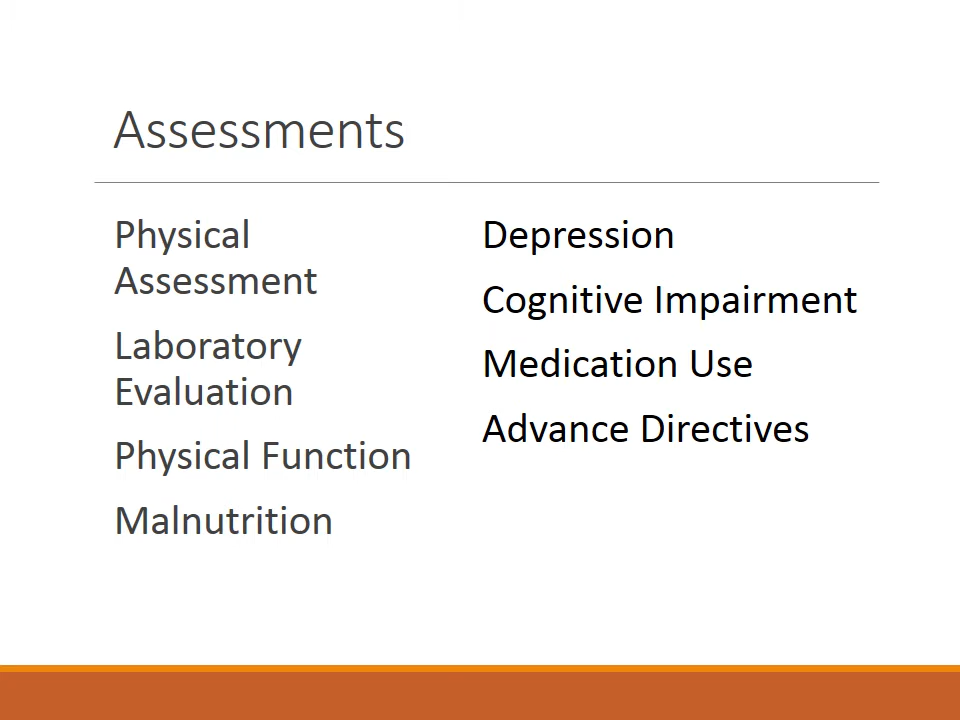 Assessments
Physical
Assessment
Laboratory
Evaluation
Physical Function
Malnutrition
Depression
Cognitive Impairment
Medication Use
Advance Directives